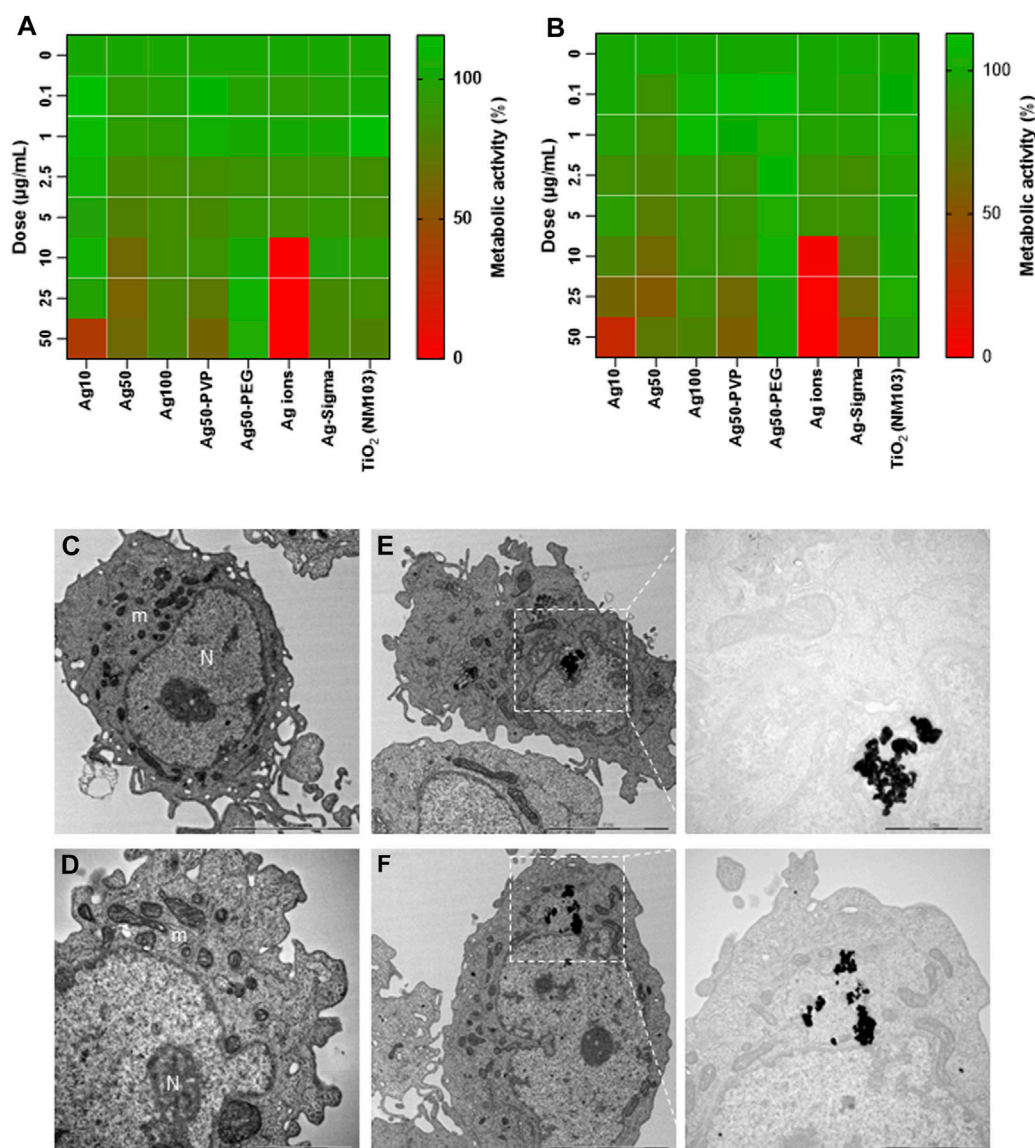 A
B
0
0.1
1
2.5
5
10
25
50
Dose (µg/mL)
100
50
0
Metabolic activity (%)
Ag10
Ag50
Ag100
Ag50-PVP
Ag50-PEG
Ag ions
Ag-Sigma
TiO₂ (NM103)
0
0.1
1
2.5
5
10
25
50
Dose (µg/mL)
100
50
0
Metabolic activity (%)
Ag10
Ag50
Ag100
Ag50-PVP
Ag50-PEG
Ag ions
Ag-Sigma
TiO₂ (NM103)
C
m
N
E
D
m
N
F